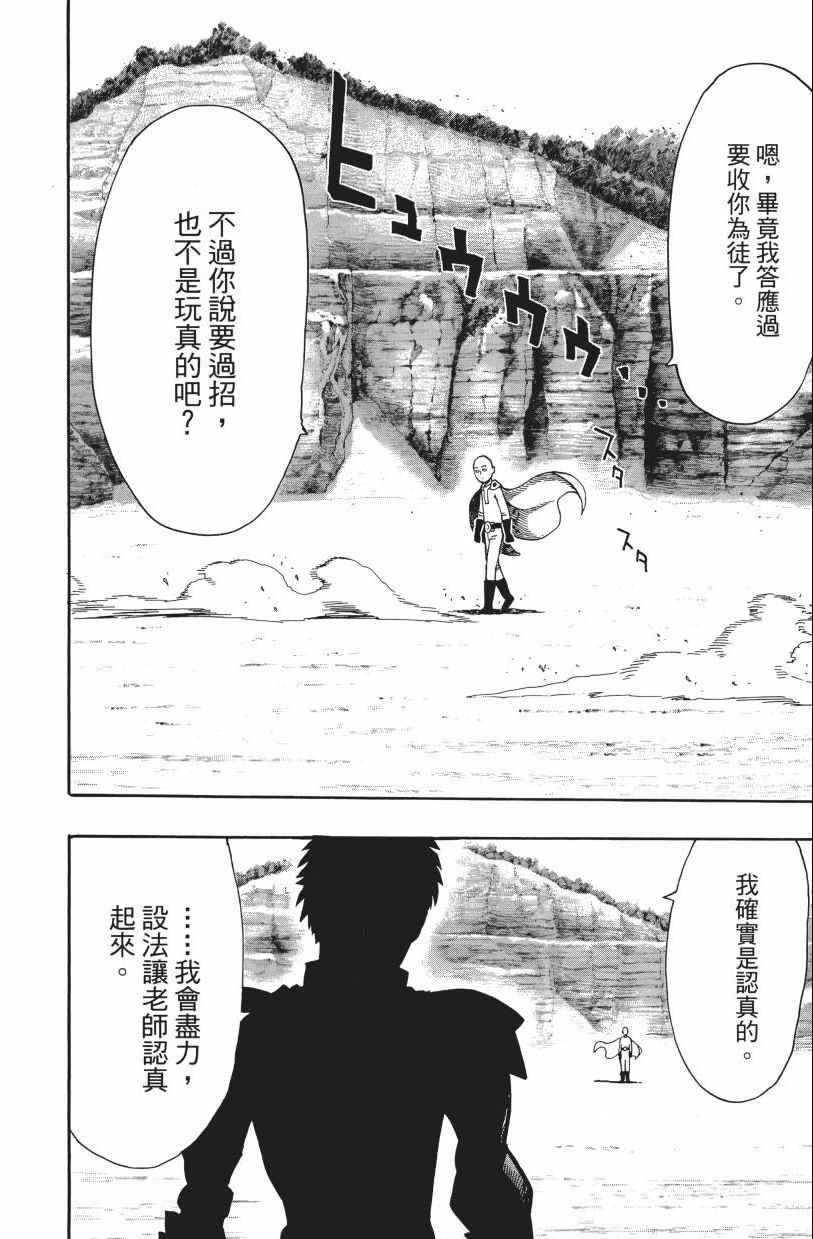 嗯，畢竟我答應過
要收你為徒了。
ヒュウウウウ…
不過你說要過招，
也不是玩真的吧？
スタ
スタ
我確實是認真的。
……我會盡力，
設法讓老師認真
起來。